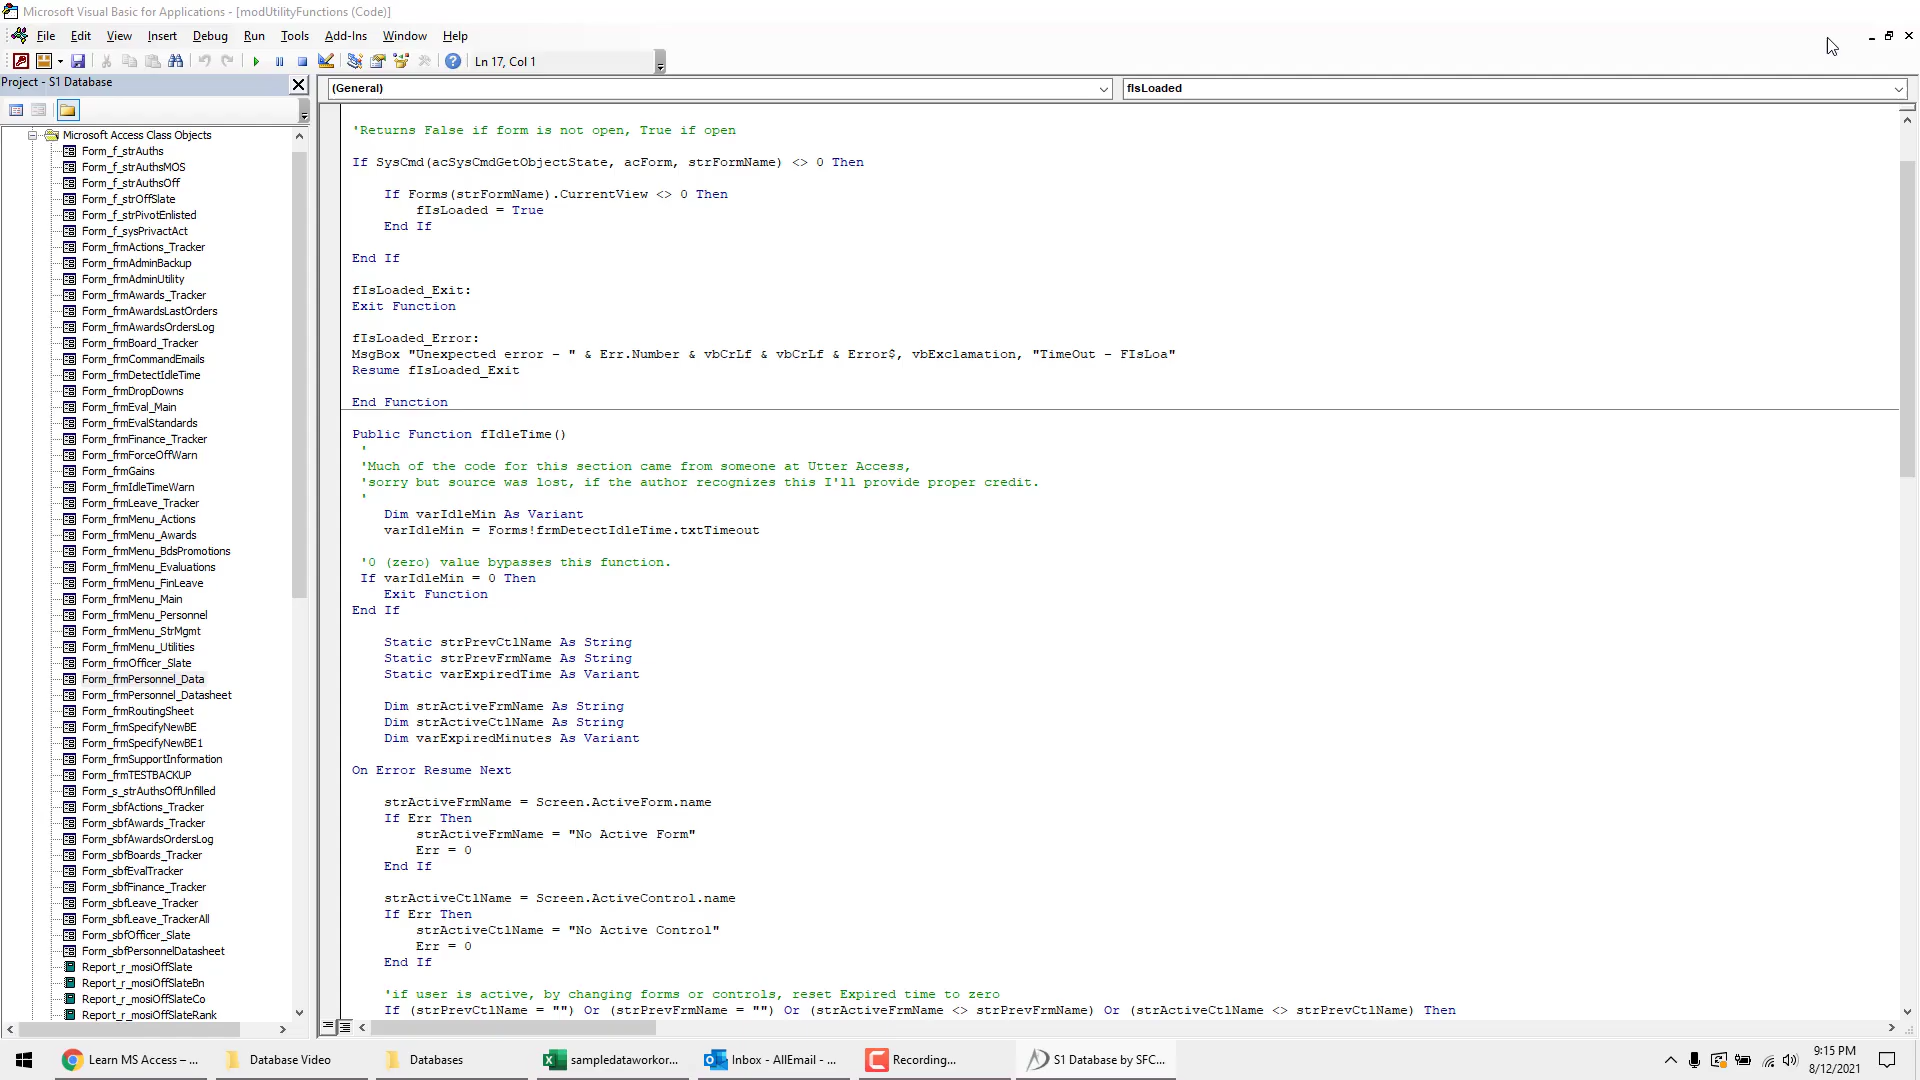 Microsoft Visual Basic for Applications - [modUtilityFunctions (Code)]
File Edit View Insert Debug Run Tools Add-Ins Window Help
Ln 17, Col 1
Project - S1 Database
(General)
fIsLoaded
Microsoft Access Class Objects
Form_f_strAuths
Form_f_strAuthsMOS
Form_f_strAuthsOff
Form_f_strOffSlate
Form_f_strPivotEnlisted
Form_f_sysPrivactAct
Form_frmActions_Tracker
Form_frmAdminBackup
Form_frmAdminUtility
Form_frmAwards_Tracker
Form_frmAwardsLastOrders
Form_frmAwardsOrdersLog
Form_frmBoard_Tracker
Form_frmCommandEmails
Form_frmDetectIdleTime
Form_frmDropDowns
Form_frmEval_Main
Form_frmEvalStandards
Form_frmFinance_Tracker
Form_frmForceOffWarn
Form_frmGains
Form_frmIdleTimeWarn
Form_frmLeave_Tracker
Form_frmMenu_Actions
Form_frmMenu_Awards
Form_frmMenu_BdsPromotions
Form_frmMenu_Evaluations
Form_frmMenu_FinLeave
Form_frmMenu_Main
Form_frmMenu_Personnel
Form_frmMenu_StrMgmt
Form_frmMenu_Utilities
Form_frmOfficer_Slate
Form_frmPersonnel_Data
Form_frmPersonnel_Datasheet
Form_frmRoutingSheet
Form_frmSpecifyNewBE
Form_frmSpecifyNewBE1
Form_frmSupportInformation
Form_frmTESTBACKUP
Form_s_strAuthsOffUnfilled
Form_sbfActions_Tracker
Form_sbfAwards_Tracker
Form_sbfAwardsOrdersLog
Form_sbfBoards_Tracker
Form_sbfEvalTracker
Form_sbfFinance_Tracker
Form_sbfLeave_Tracker
Form_sbfLeave_TrackerAll
Form_sbfOfficer_Slate
Form_sbfPersonnelDatasheet
Report_r_mosiOffSlate
Report_r_mosiOffSlateBn
Report_r_mosiOffSlateCo
Report_r_mosiOffSlateRank
'Returns False if form is not open, True if open
If SysCmd(acSysCmdGetObjectState, acForm, strFormName) <> 0 Then
If Forms(strFormName).CurrentView <> 0 Then
fIsLoaded = True
End If
End If
fIsLoaded_Exit:
Exit Function
fIsLoaded_Error:
MsgBox "Unexpected error - " & Err.Number & vbCrLf & vbCrLf & Error$, vbExclamation, "TimeOut - FIsLoa"
Resume fIsLoaded_Exit
End Function
Public Function fIdleTime()
'
'Much of the code for this section came from someone at Utter Access,
'sorry but source was lost, if the author recognizes this I'll provide proper credit.
'
Dim varIdleMin As Variant
varIdleMin = Forms!frmDetectIdleTime.txtTimeout
'0 (zero) value bypasses this function.
If varIdleMin = 0 Then
Exit Function
End If
Static strPrevCtlName As String
Static strPrevFrmName As String
Static varExpiredTime As Variant
Dim strActiveFrmName As String
Dim strActiveCtlName As String
Dim varExpiredMinutes As Variant
On Error Resume Next
strActiveFrmName = Screen.ActiveForm.name
If Err Then
strActiveFrmName = "No Active Form"
Err = 0
End If
strActiveCtlName = Screen.ActiveControl.name
If Err Then
strActiveCtlName = "No Active Control"
Err = 0
End If
'if user is active, by changing forms or controls, reset Expired time to zero
If (strPrevCtlName = "") Or (strPrevFrmName = "") Or (strActiveFrmName <> strPrevFrmName) Or (strActiveCtlName <> strPrevCtlName) Then
Learn MS Access – ...
Database Video
Databases
sampledataworkor...
Inbox - AllEmail - ...
Recording...
S1 Database by SFC...
9:15 PM
8/12/2021